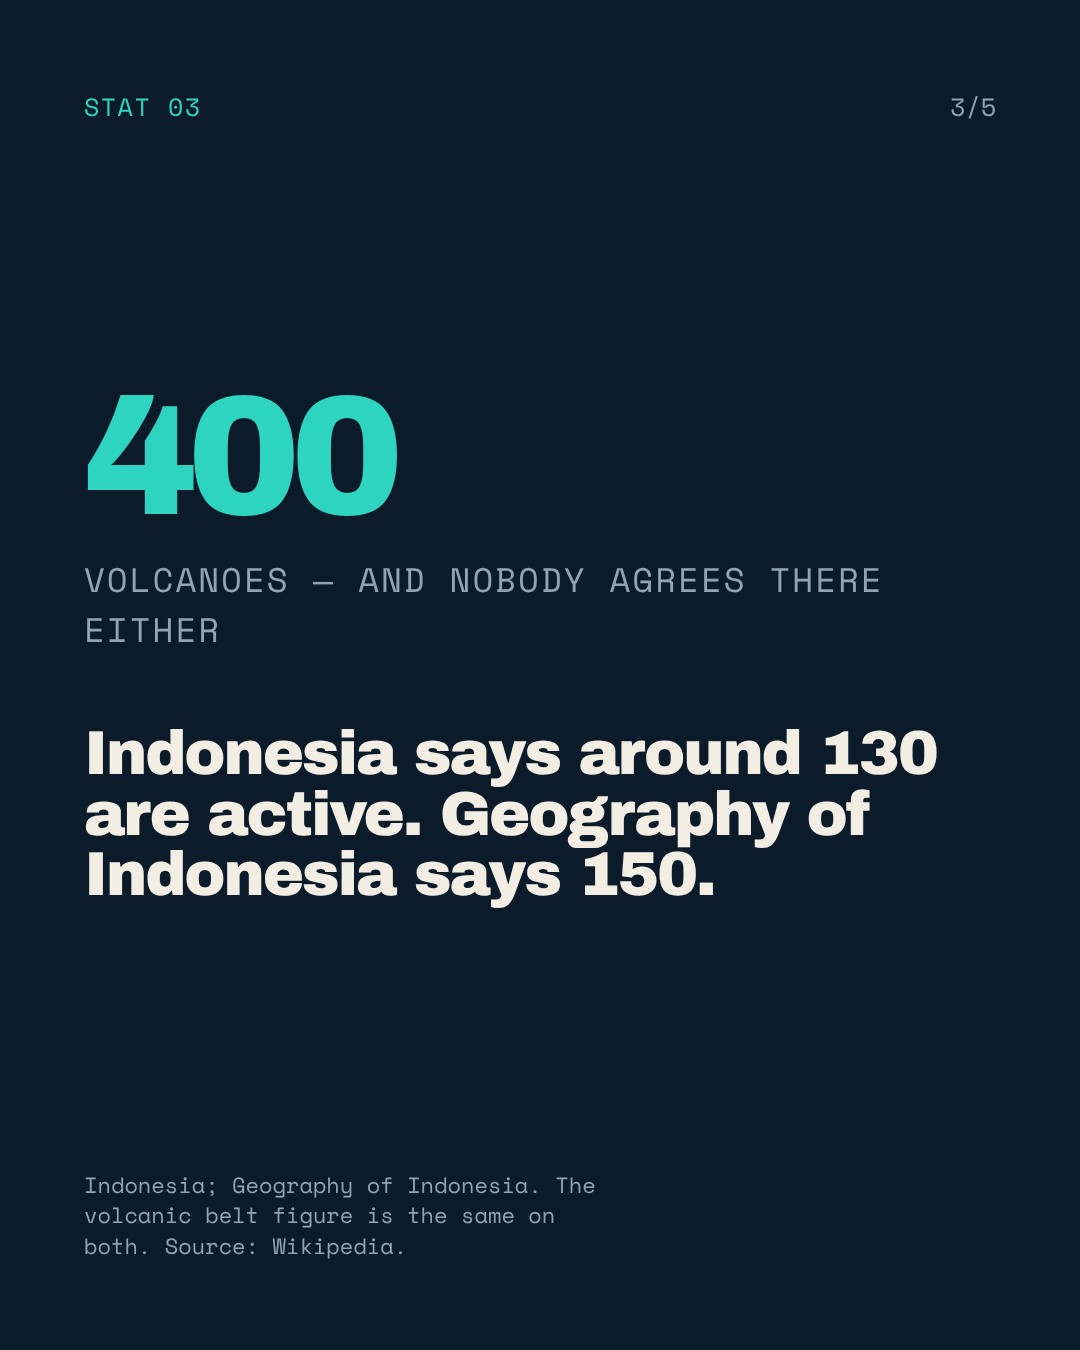 STAT 03
3/5
400
VOLCANOES — AND NOBODY AGREES THERE
EITHER
Indonesia says around 130
are active. Geography of
Indonesia says 150.
Indonesia; Geography of Indonesia. The
volcanic belt figure is the same on
both. Source: Wikipedia.